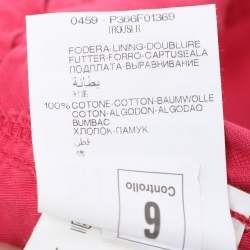 0459 - P366F01369
TROUSER
FODERA-LINING-DOUBLURE
FUTTER-FORRO-CAPTUSEALA
ПОДПЛАТА-ВЫРАВНИВАНИЕ
بطانة
100% COTONE-COTTON-BAUMWOLLE
COTON-ALGODON-ALGODAO
BUMBAC
ХЛОПОК-ПАМУК
قطن
Controllo
6